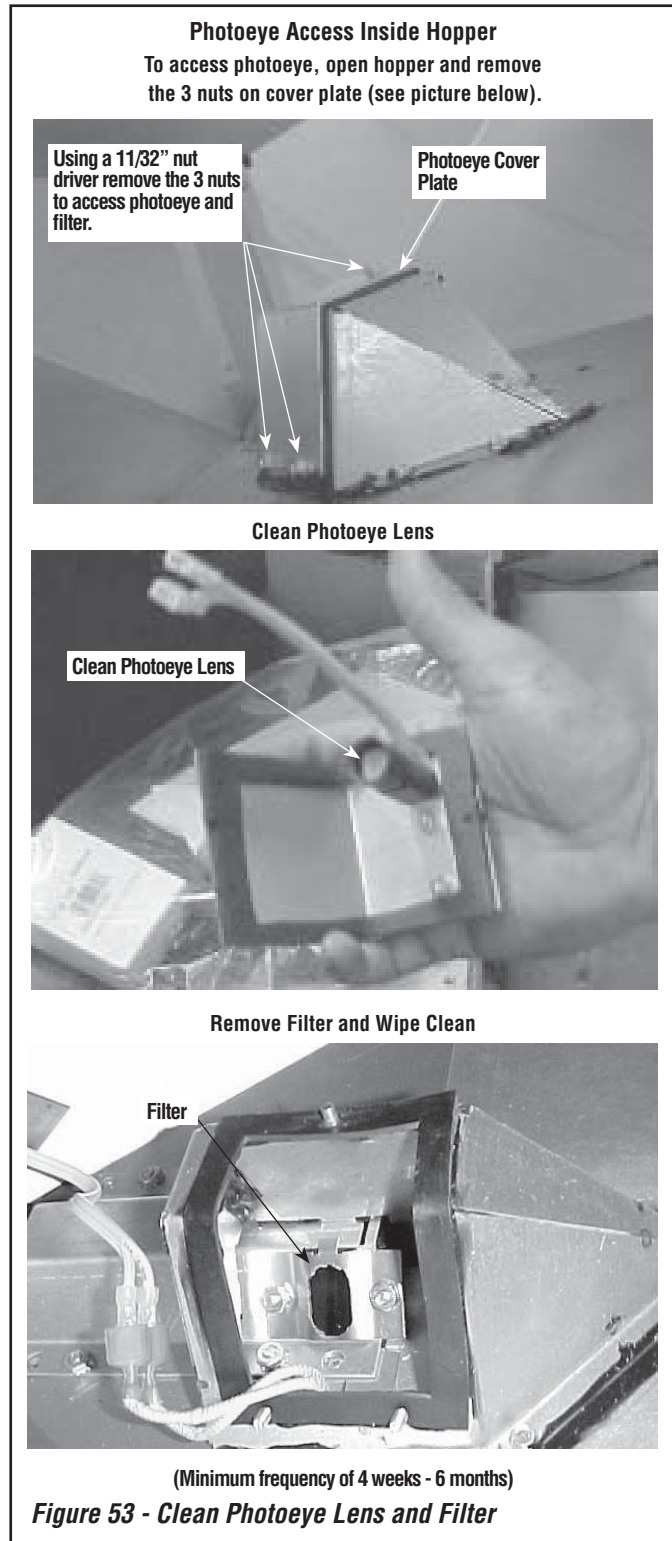 Photoeye Access Inside Hopper
To access photoeye, open hopper and remove
the 3 nuts on cover plate (see picture below).
Using a 11/32” nut
driver remove the 3 nuts
to access photoeye and
filter.
Photoeye Cover
Plate
Clean Photoeye Lens
Clean Photoeye Lens
Remove Filter and Wipe Clean
Filter
(Minimum frequency of 4 weeks - 6 months)
Figure 53 - Clean Photoeye Lens and Filter